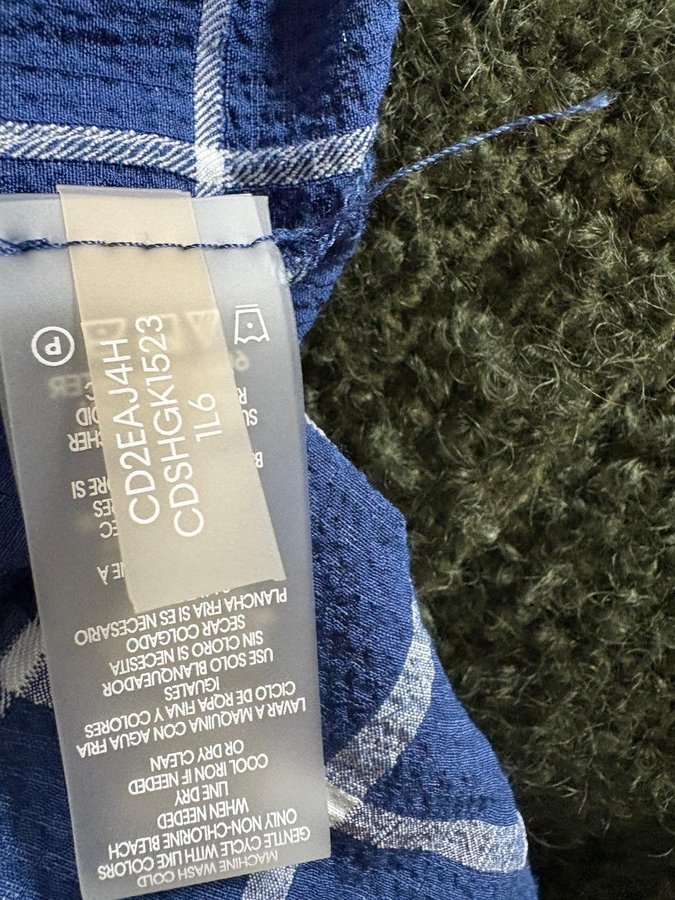 CD2EAJ4H
CDSHGK1523
1L6
P
MACHINE WASH COLD
GENTLE CYCLE WITH LIKE COLORS
ONLY NON-CHLORINE BLEACH
WHEN NEEDED
LINE DRY
COOL IRON IF NEEDED
OR DRY CLEAN
LAVAR A MAQUINA CON AGUA FRIA
CICLO DE ROPA FINA Y COLORES
IGUALES
USE SOLO BLANQUEADOR
SIN CLORO SI NECESITA
SECAR COLGADO
PLANCHA FRIA SI ES NECESARIO